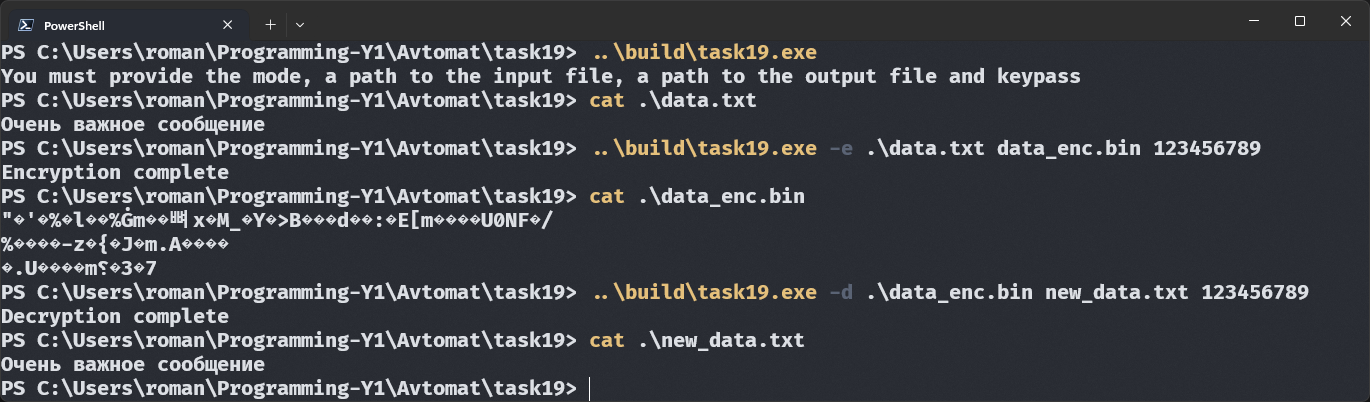 PowerShell
PS C:\Users\roman\Programming-Y1\Avtomat\task19> ..\build\task19.exe
You must provide the mode, a path to the input file, a path to the output file and keypass
PS C:\Users\roman\Programming-Y1\Avtomat\task19> cat .\data.txt
Очень важное сообщение
PS C:\Users\roman\Programming-Y1\Avtomat\task19> ..\build\task19.exe -e .\data.txt data_enc.bin 123456789
Encryption complete
PS C:\Users\roman\Programming-Y1\Avtomat\task19> cat .\data_enc.bin
"�'�%�l��%Ġm��뾔x�M_�Y�>B���d��:�E[m����U0NF�/
%����-z�{�J�m.A����
�.U����m؟�3�7
PS C:\Users\roman\Programming-Y1\Avtomat\task19> ..\build\task19.exe -d .\data_enc.bin new_data.txt 123456789
Decryption complete
PS C:\Users\roman\Programming-Y1\Avtomat\task19> cat .\new_data.txt
Очень важное сообщение
PS C:\Users\roman\Programming-Y1\Avtomat\task19>